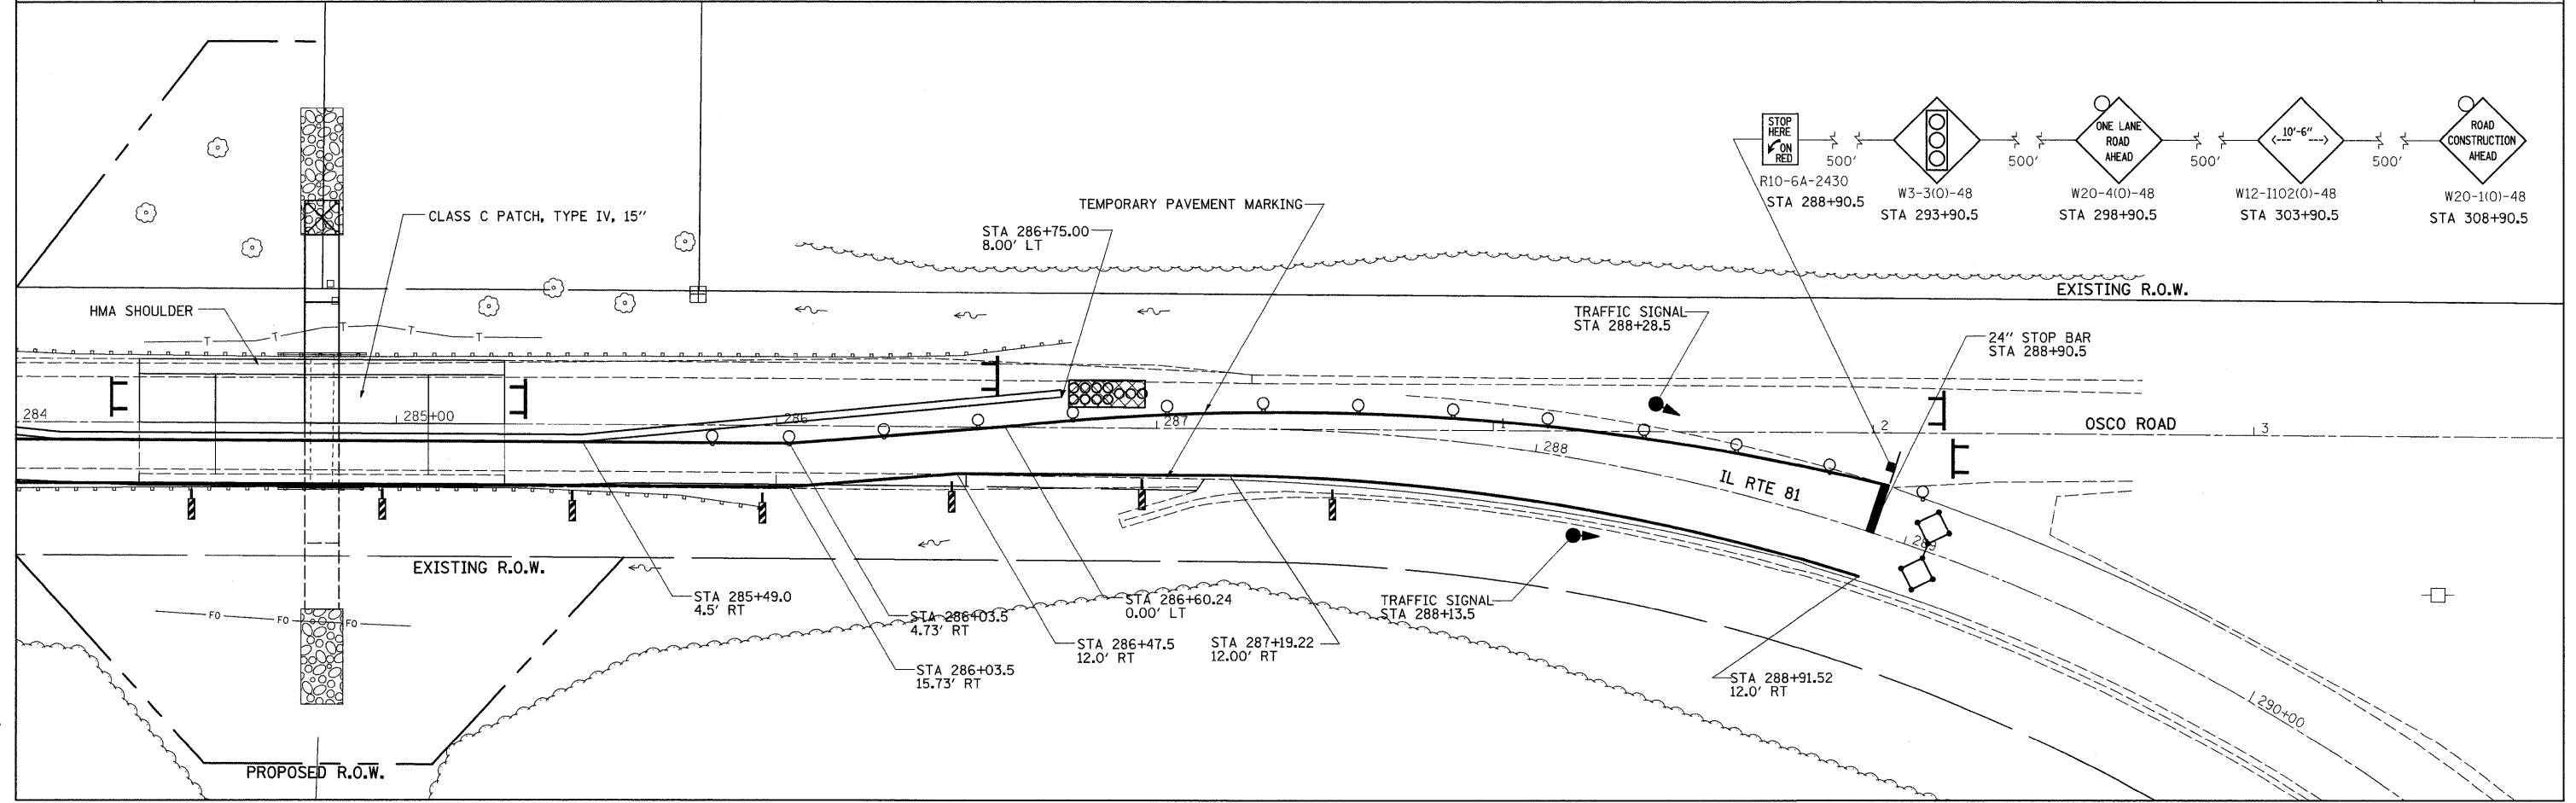 STOP
HERE
ON
RED
ONE LANE
ROAD
AHEAD
10'-6"
ROAD
CONSTRUCTION
AHEAD
500'
500'
500'
500'
R10-6A-2430
STA 288+90.5
W3-3(O)-48
STA 293+90.5
W20-4(O)-48
STA 298+90.5
W12-I102(O)-48
STA 303+90.5
W20-1(O)-48
STA 308+90.5
CLASS C PATCH, TYPE IV, 15"
TEMPORARY PAVEMENT MARKING
STA 286+75.00
8.00' LT
EXISTING R.O.W.
HMA SHOULDER
T
T
T
T
TRAFFIC SIGNAL
STA 288+28.5
24" STOP BAR
STA 288+90.5
284
285+00
286
287
1
2
3
OSCO ROAD
288
IL RTE 81
289
290+00
EXISTING R.O.W.
STA 285+49.0
4.5' RT
STA 286+03.5
4.73' RT
STA 286+60.24
0.00' LT
TRAFFIC SIGNAL
STA 288+13.5
FO
FO
FO
STA 286+47.5
12.0' RT
STA 287+19.22
12.00' RT
STA 286+03.5
15.73' RT
STA 288+91.52
12.0' RT
PROPOSED R.O.W.